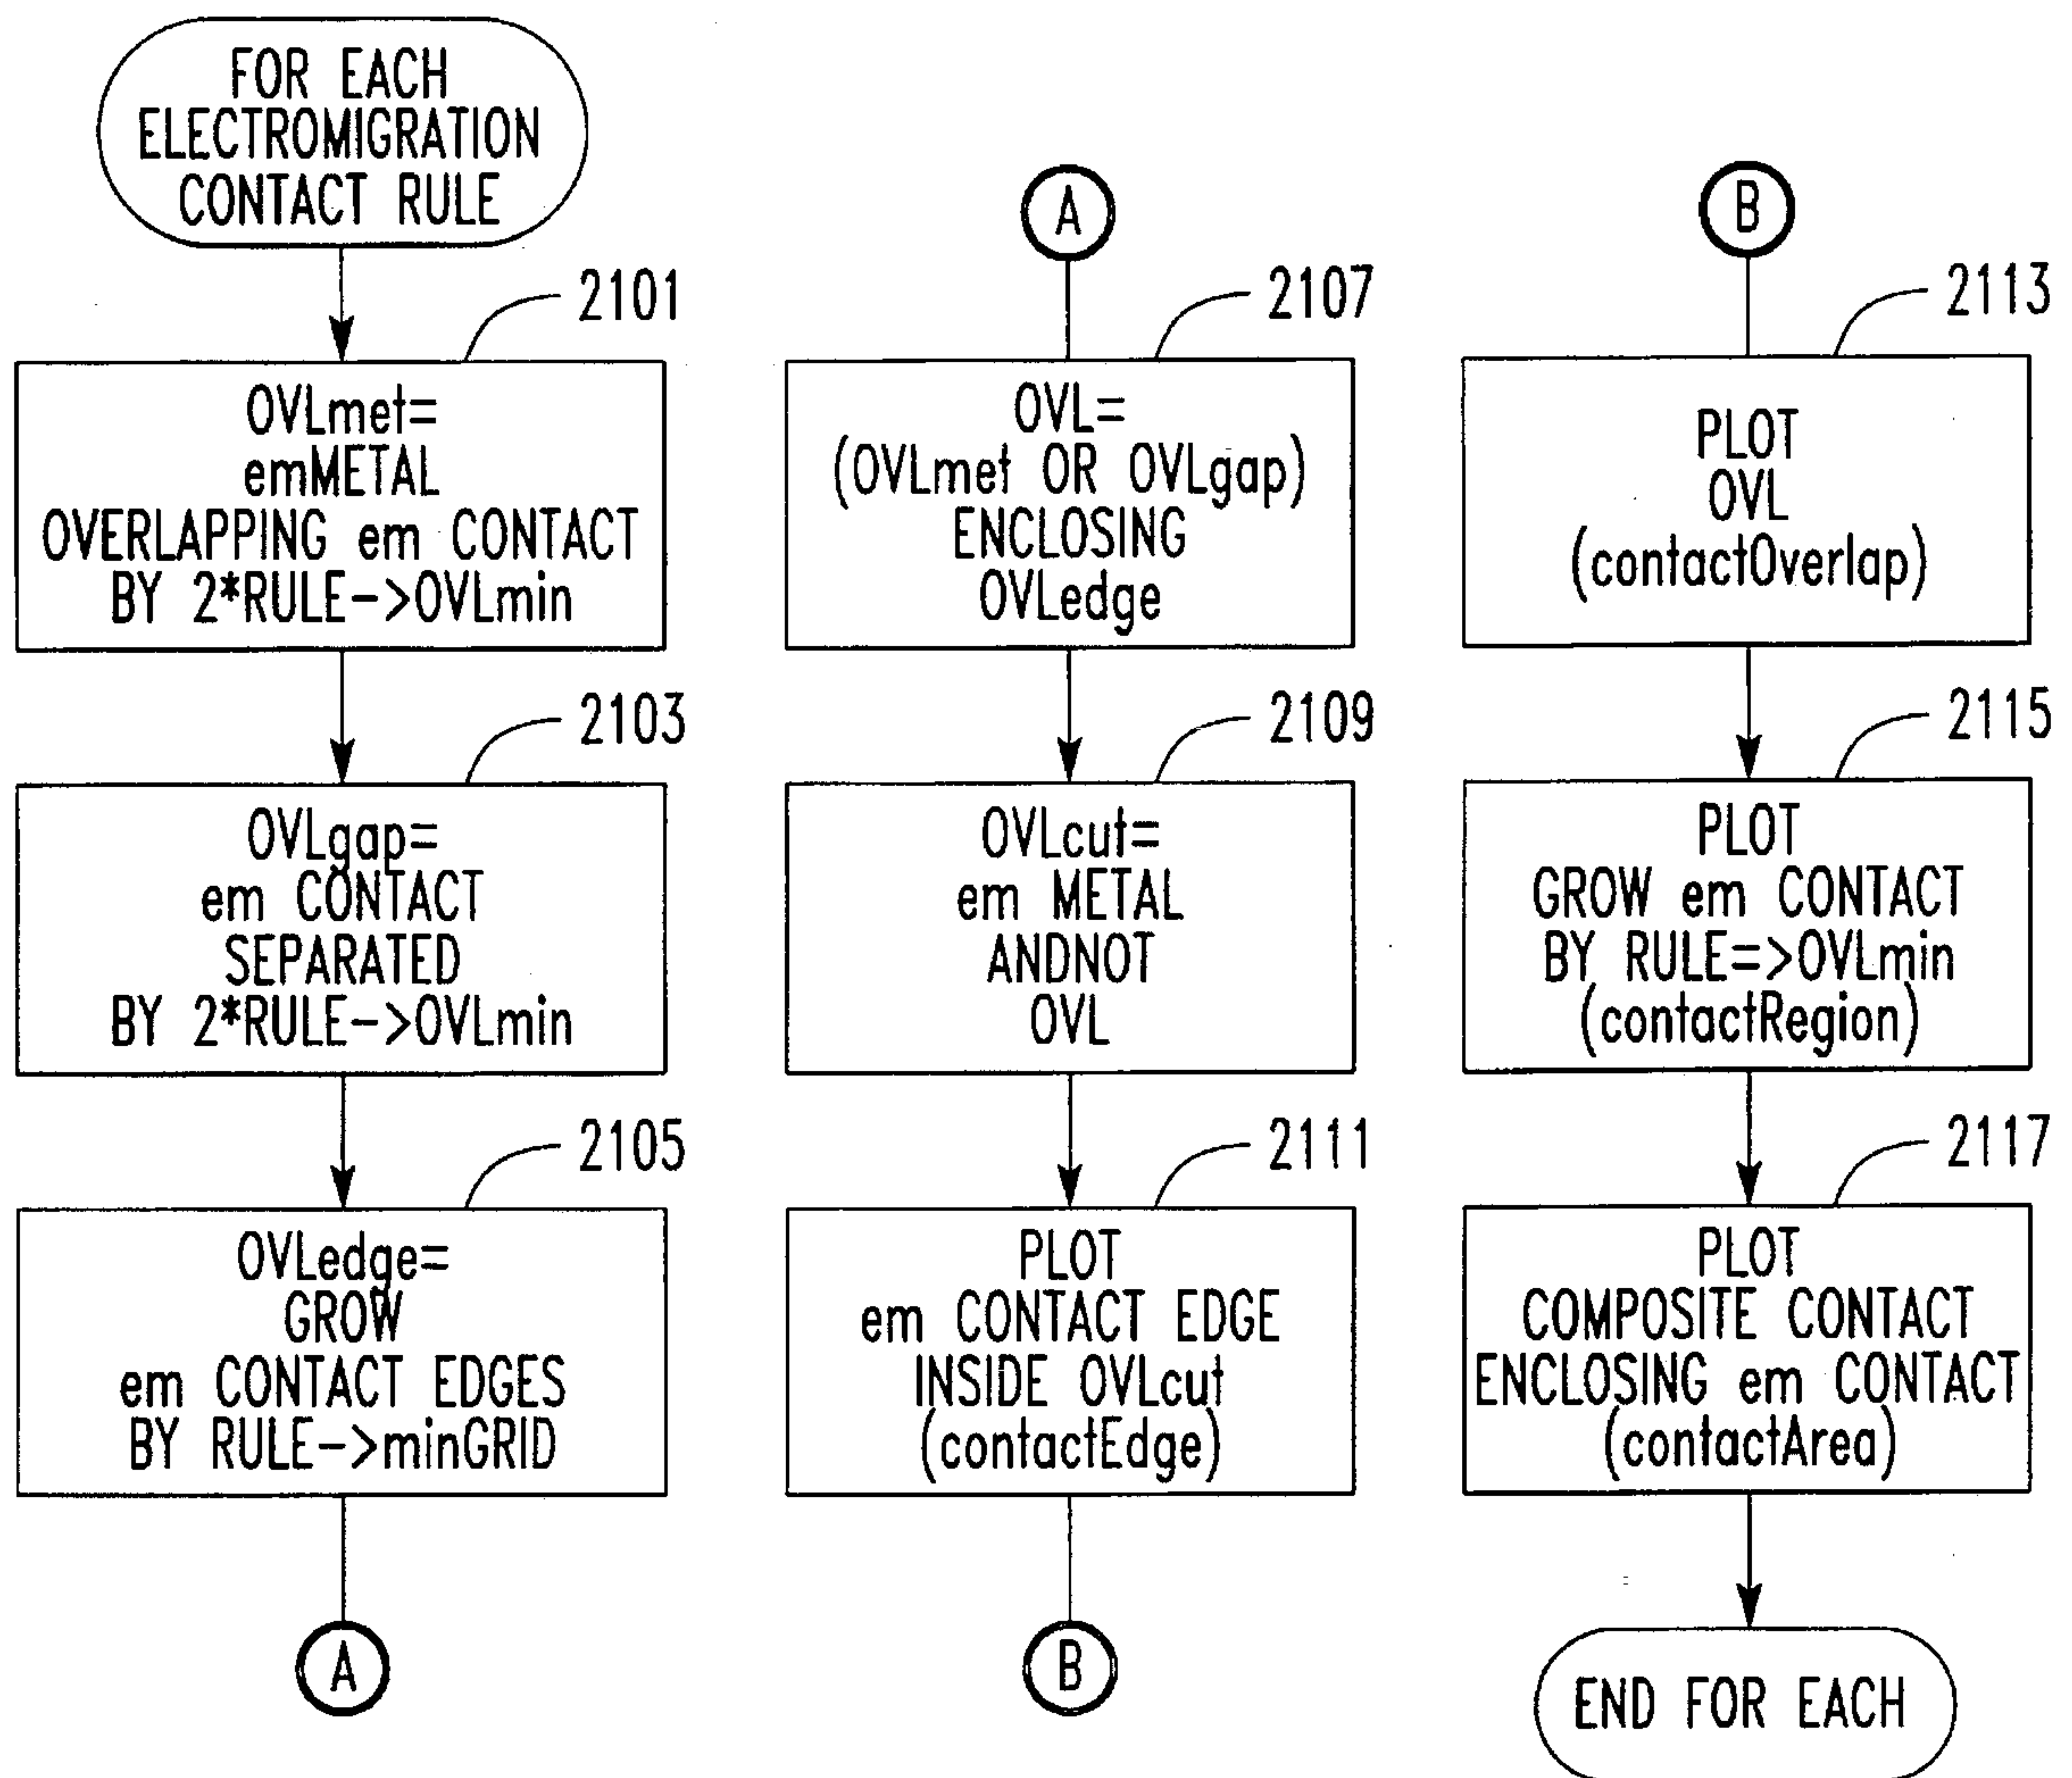 FOR EACH
ELECTROMIGRATION
CONTACT RULE
2101
OVLmet=
emMETAL
OVERLAPPING em CONTACT
BY 2*RULE->OVLmin
2103
OVLgap=
em CONTACT
SEPARATED
BY 2*RULE->OVLmin
2105
OVLedge=
GROW
em CONTACT EDGES
BY RULE->minGRID
A
A
2107
OVL=
(OVLmet OR OVLgap)
ENCLOSING
OVLedge
2109
OVLcut=
em METAL
ANDNOT
OVL
2111
PLOT
em CONTACT EDGE
INSIDE OVLcut
(contactEdge)
B
B
2113
PLOT
OVL
(contactOverlap)
2115
PLOT
GROW em CONTACT
BY RULE=>OVLmin
(contactRegion)
2117
PLOT
COMPOSITE CONTACT
ENCLOSING em CONTACT
(contactArea)
END FOR EACH